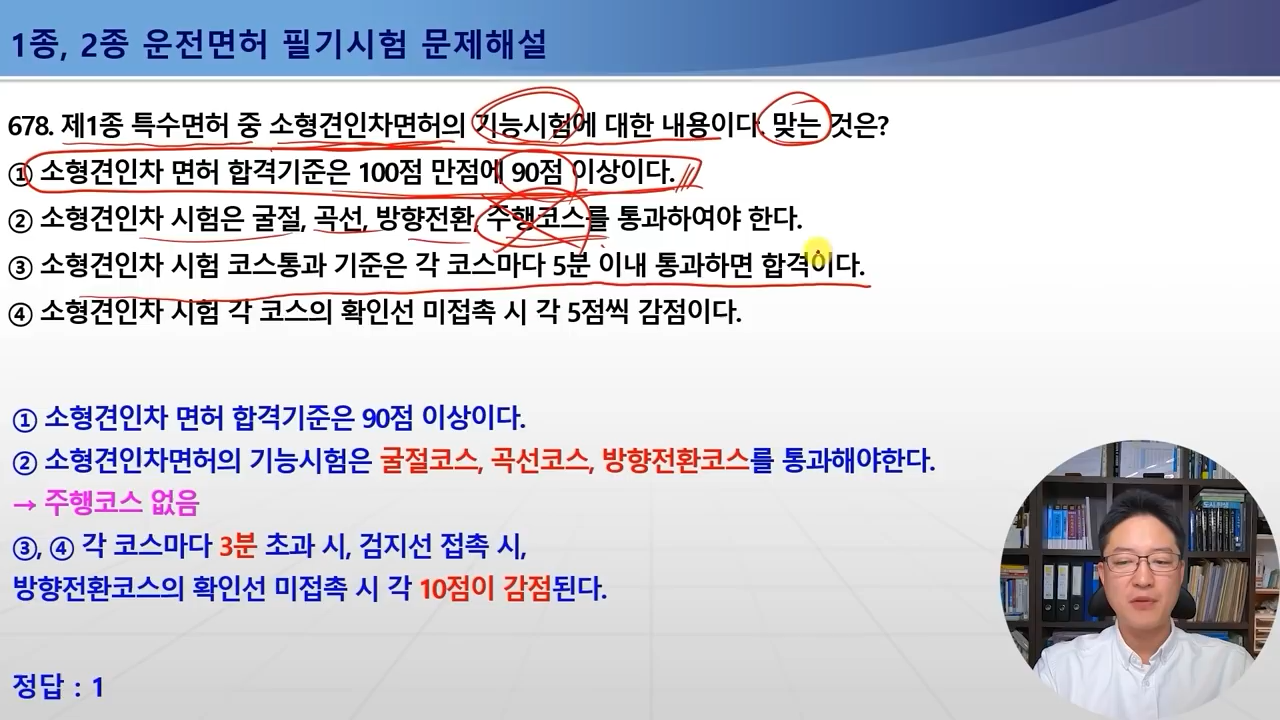 1종, 2종 운전면허 필기시험 문제해설
678. 제1종 특수면허 중 소형견인차면허의 기능시험에 대한 내용이다. 맞는 것은?
① 소형견인차 면허 합격기준은 100점 만점에 90점 이상이다.
② 소형견인차 시험은 굴절, 곡선, 방향전환, 주행코스를 통과하여야 한다.
③ 소형견인차 시험 코스통과 기준은 각 코스마다 5분 이내 통과하면 합격이다.
④ 소형견인차 시험 각 코스의 확인선 미접촉 시 각 5점씩 감점이다.
① 소형견인차 면허 합격기준은 90점 이상이다.
② 소형견인차면허의 기능시험은 굴절코스, 곡선코스, 방향전환코스를 통과해야한다.
→ 주행코스 없음
③, ④ 각 코스마다 3분 초과 시, 검지선 접촉 시,
방향전환코스의 확인선 미접촉 시 각 10점이 감점된다.
정답 : 1